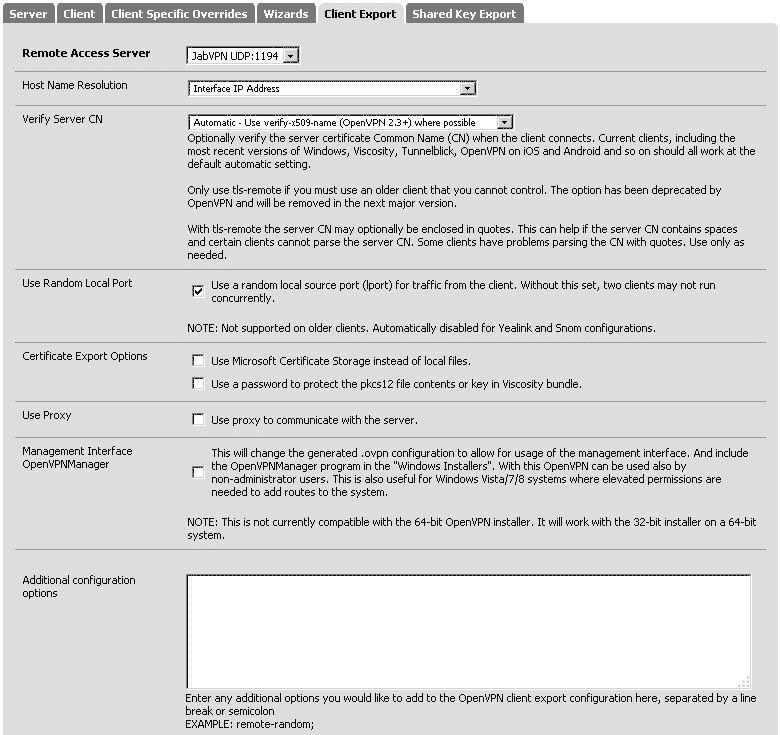 Server Client Client Specific Overrides Wizards Client Export Shared Key Export
Remote Access Server JabVPN UDP:1194
Host Name Resolution Interface IP Address
Verify Server CN Automatic - Use verify-x509-name (OpenVPN 2.3+) where possible
Optionally verify the server certificate Common Name (CN) when the client connects. Current clients, including the
most recent versions of Windows, Viscosity, Tunnelblick, OpenVPN on iOS and Android and so on should all work at the
default automatic setting.
Only use tls-remote if you must use an older client that you cannot control. The option has been deprecated by
OpenVPN and will be removed in the next major version.
With tls-remote the server CN may optionally be enclosed in quotes. This can help if the server CN contains spaces
and certain clients cannot parse the server CN. Some clients have problems parsing the CN with quotes. Use only as
needed.
Use Random Local Port Use a random local source port (lport) for traffic from the client. Without this set, two clients may not run
concurrently.
NOTE: Not supported on older clients. Automatically disabled for Yealink and Snom configurations.
Certificate Export Options Use Microsoft Certificate Storage instead of local files.
Use a password to protect the pkcs12 file contents or key in Viscosity bundle.
Use Proxy Use proxy to communicate with the server.
Management Interface
OpenVPNManager
This will change the generated .ovpn configuration to allow for usage of the management interface. And include
the OpenVPNManager program in the "Windows Installers". With this OpenVPN can be used also by
non-administrator users. This is also useful for Windows Vista/7/8 systems where elevated permissions are
needed to add routes to the system.
NOTE: This is not currently compatible with the 64-bit OpenVPN installer. It will work with the 32-bit installer on a 64-bit
system.
Additional configuration
options
Enter any additional options you would like to add to the OpenVPN client export configuration here, separated by a line
break or semicolon
EXAMPLE: remote-random;